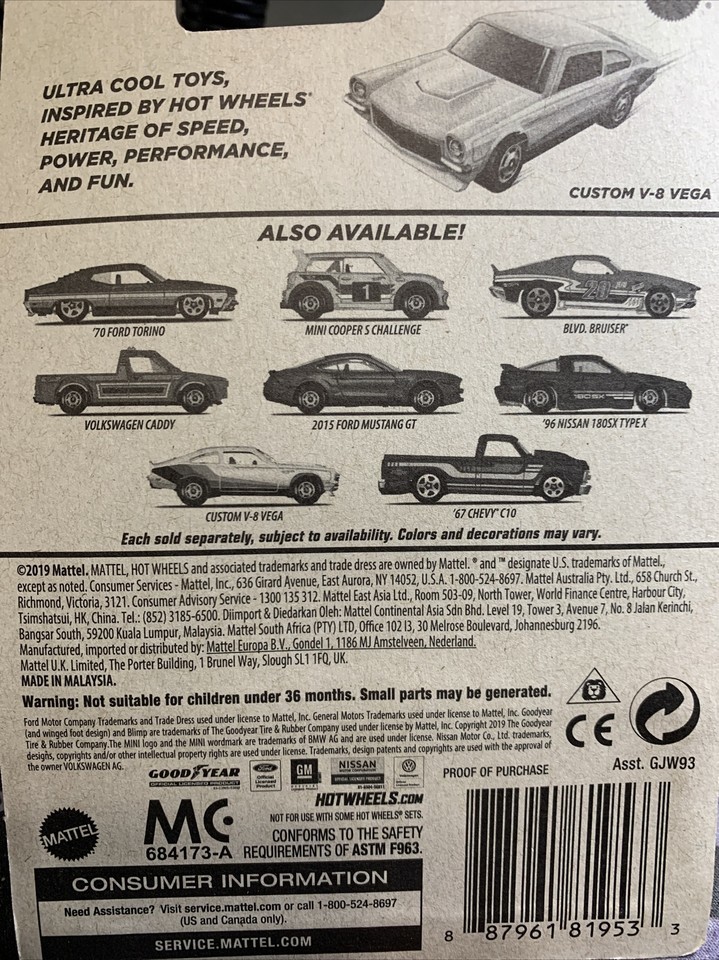 ULTRA COOL TOYS,
INSPIRED BY HOT WHEELS®
HERITAGE OF SPEED,
POWER, PERFORMANCE,
AND FUN.
CUSTOM V-8 VEGA
ALSO AVAILABLE!
'70 FORD TORINO
1
MINI COOPER S CHALLENGE
20
BLVD. BRUISER™
VOLKSWAGEN CADDY
2015 FORD MUSTANG GT
180SX
'96 NISSAN 180SX TYPE X
CUSTOM V-8 VEGA
'67 CHEVY® C10
Each sold separately, subject to availability. Colors and decorations may vary.
©2019 Mattel. MATTEL, HOT WHEELS and associated trademarks and trade dress are owned by Mattel. ® and ™ designate U.S. trademarks of Mattel.,
except as noted. Consumer Services - Mattel, Inc., 636 Girard Avenue, East Aurora, NY 14052, U.S.A. 1-800-524-8697. Mattel Australia Pty. Ltd., 658 Church St.,
Richmond, Victoria, 3121. Consumer Advisory Service - 1300 135 312. Mattel East Asia Ltd., Room 503-09, North Tower, World Finance Centre, Harbour City,
Tsimshatsui, HK, China. Tel.: (852) 3185-6500. Diimport & Diedarkan Oleh: Mattel Continental Asia Sdn Bhd. Level 19, Tower 3, Avenue 7, No. 8 Jalan Kerinchi,
Bangsar South, 59200 Kuala Lumpur, Malaysia. Mattel South Africa (PTY) LTD, Office 102 I3, 30 Melrose Boulevard, Johannesburg 2196.
Manufactured, imported or distributed by: Mattel Europa B.V., Gondel 1, 1186 MJ Amstelveen, Nederland.
Mattel U.K. Limited, The Porter Building, 1 Brunel Way, Slough SL1 1FQ, UK.
MADE IN MALAYSIA.
Warning: Not suitable for children under 36 months. Small parts may be generated.
Ford Motor Company Trademarks and Trade Dress used under license to Mattel, Inc. General Motors Trademarks used under license to Mattel, Inc. Goodyear
(and winged foot design) and Blimp are trademarks of The Goodyear Tire & Rubber Company used under license by Mattel, Inc. Copyright 2019 The Goodyear
Tire & Rubber Company. The MINI logo and the MINI wordmark are trademarks of BMW AG and are used under license. Nissan Motor Co., Ltd. trademarks,
designs, copyrights and/or other intellectual property rights are used under license. Trademarks, design patents and copyrights are used with the approval of
the owner VOLKSWAGEN AG.
CE
Asst. GJW93
GOODYEAR
OFFICIAL LICENSED PRODUCT
Ford
Official
Licensed
Product
GM
NISSAN
PROOF OF PURCHASE
HOTWHEELS.COM
NOT FOR USE WITH SOME HOT WHEELS® SETS.
MATTEL
MC
684173-A
CONFORMS TO THE SAFETY
REQUIREMENTS OF ASTM F963.
CONSUMER INFORMATION
Need Assistance? Visit service.mattel.com or call 1-800-524-8697
(US and Canada only).
SERVICE.MATTEL.COM
8 87961 81953 3